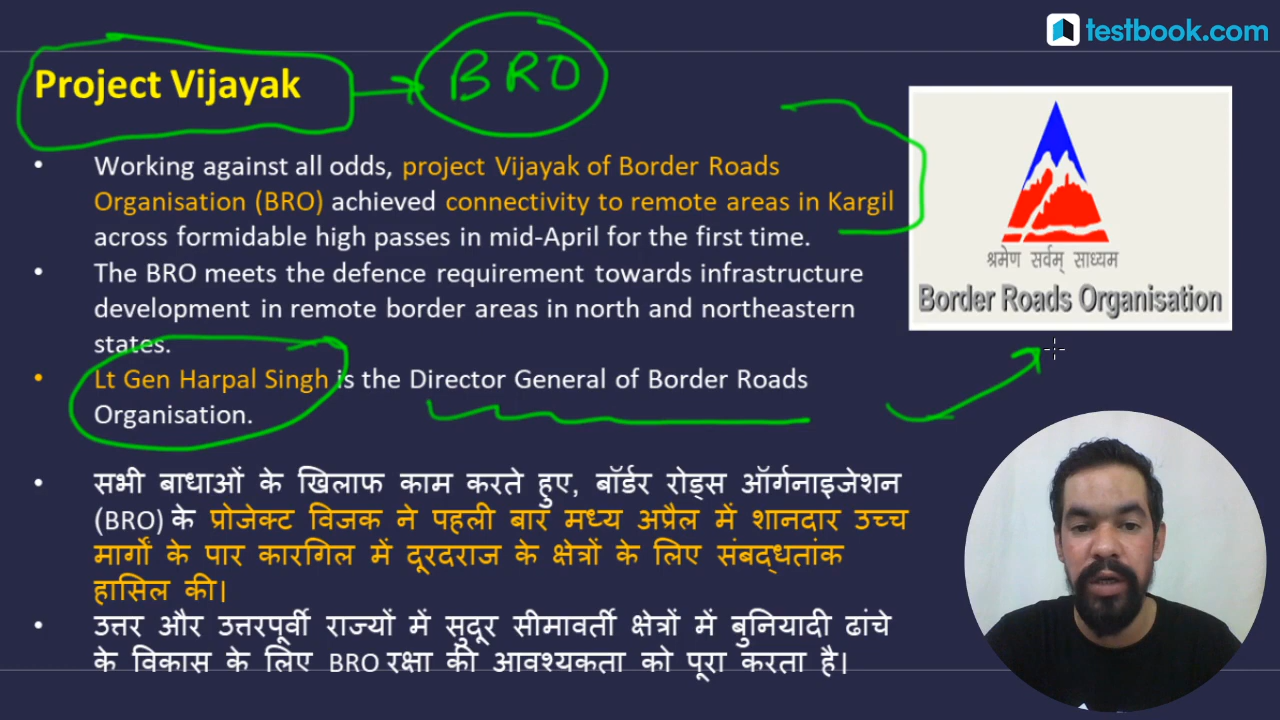 testbook.com
Project Vijayak
BRO
• Working against all odds, project Vijayak of Border Roads
Organisation (BRO) achieved connectivity to remote areas in Kargil
across formidable high passes in mid-April for the first time.
• The BRO meets the defence requirement towards infrastructure
development in remote border areas in north and northeastern
states.
• Lt Gen Harpal Singh is the Director General of Border Roads
Organisation.
• सभी बाधाओं के खिलाफ काम करते हुए, बॉर्डर रोड्स ऑर्गनाइजेशन
(BRO) के प्रोजेक्ट विजक ने पहली बार मध्य अप्रैल में शानदार उच्च
मार्गों के पार कारगिल में दूरदराज के क्षेत्रों के लिए संबद्धतांक
हासिल की।
• उत्तर और उत्तरपूर्वी राज्यों में सुदूर सीमावर्ती क्षेत्रों में बुनियादी ढांचे
के विकास के लिए BRO रक्षा की आवश्यकता को पूरा करता है।
श्रमेण सर्वम् साध्यम
Border Roads Organisation